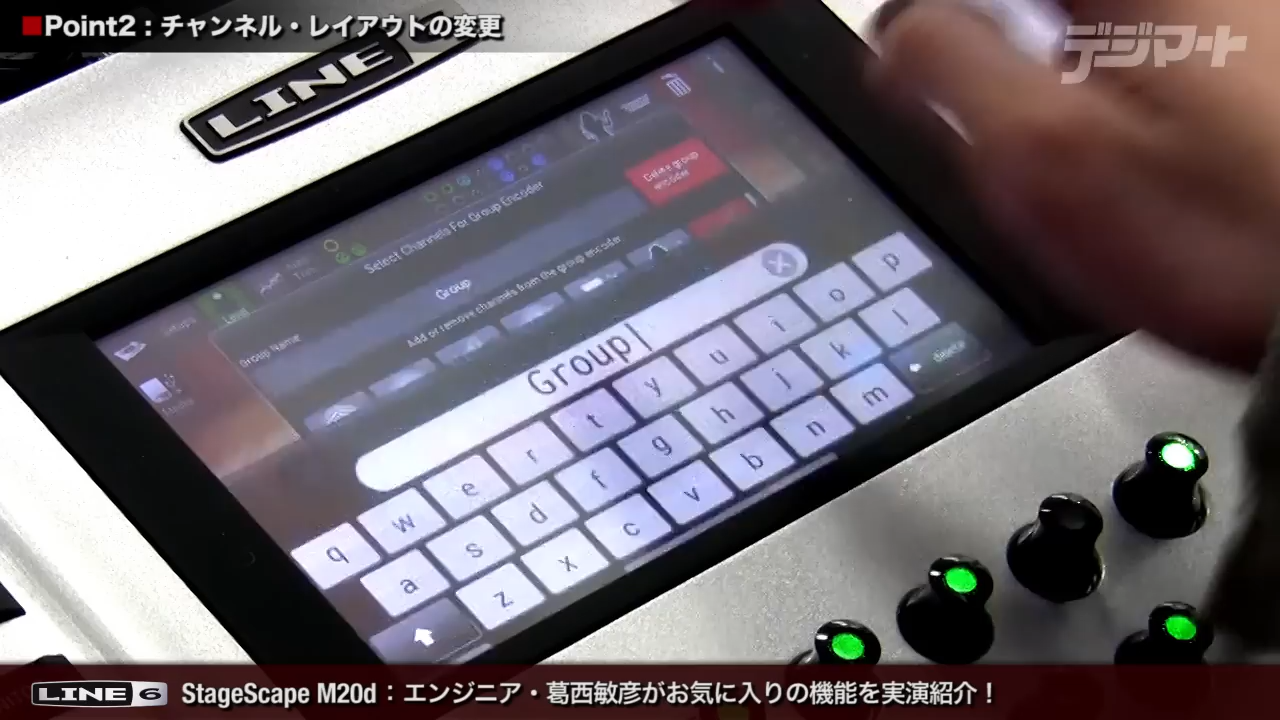 ■Point2：チャンネル・レイアウトの変更
デジマート
LINE 6
Delete group encoder
Select Channels For Group Encoder
Setups
Level
Group Name
Group
Add or remove channels from the group encoder
Group
q w e r t y u i o p
a s d f g h j k l
z x c v b n m
delete
LINE 6 StageScape M20d：エンジニア・葛西敏彦がお気に入りの機能を実演紹介！